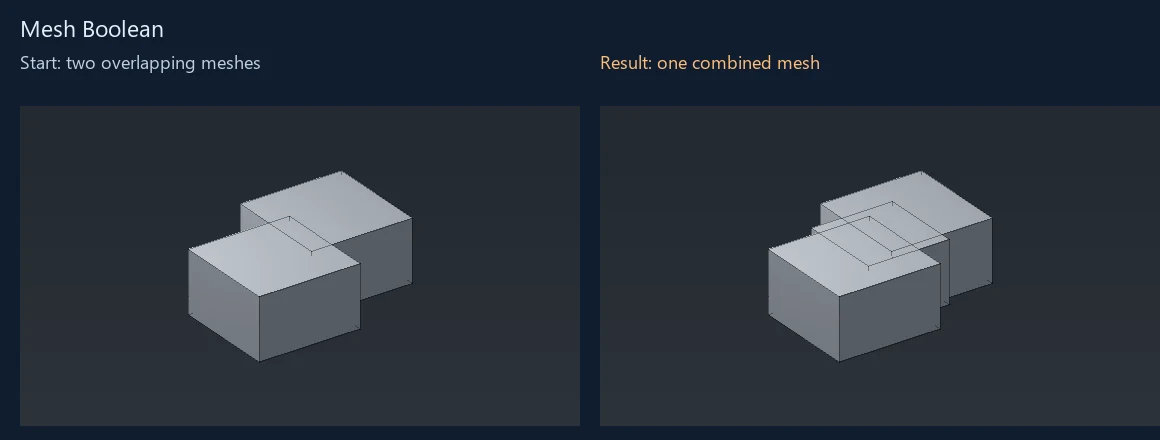 Mesh Boolean
Start: two overlapping meshes
Result: one combined mesh